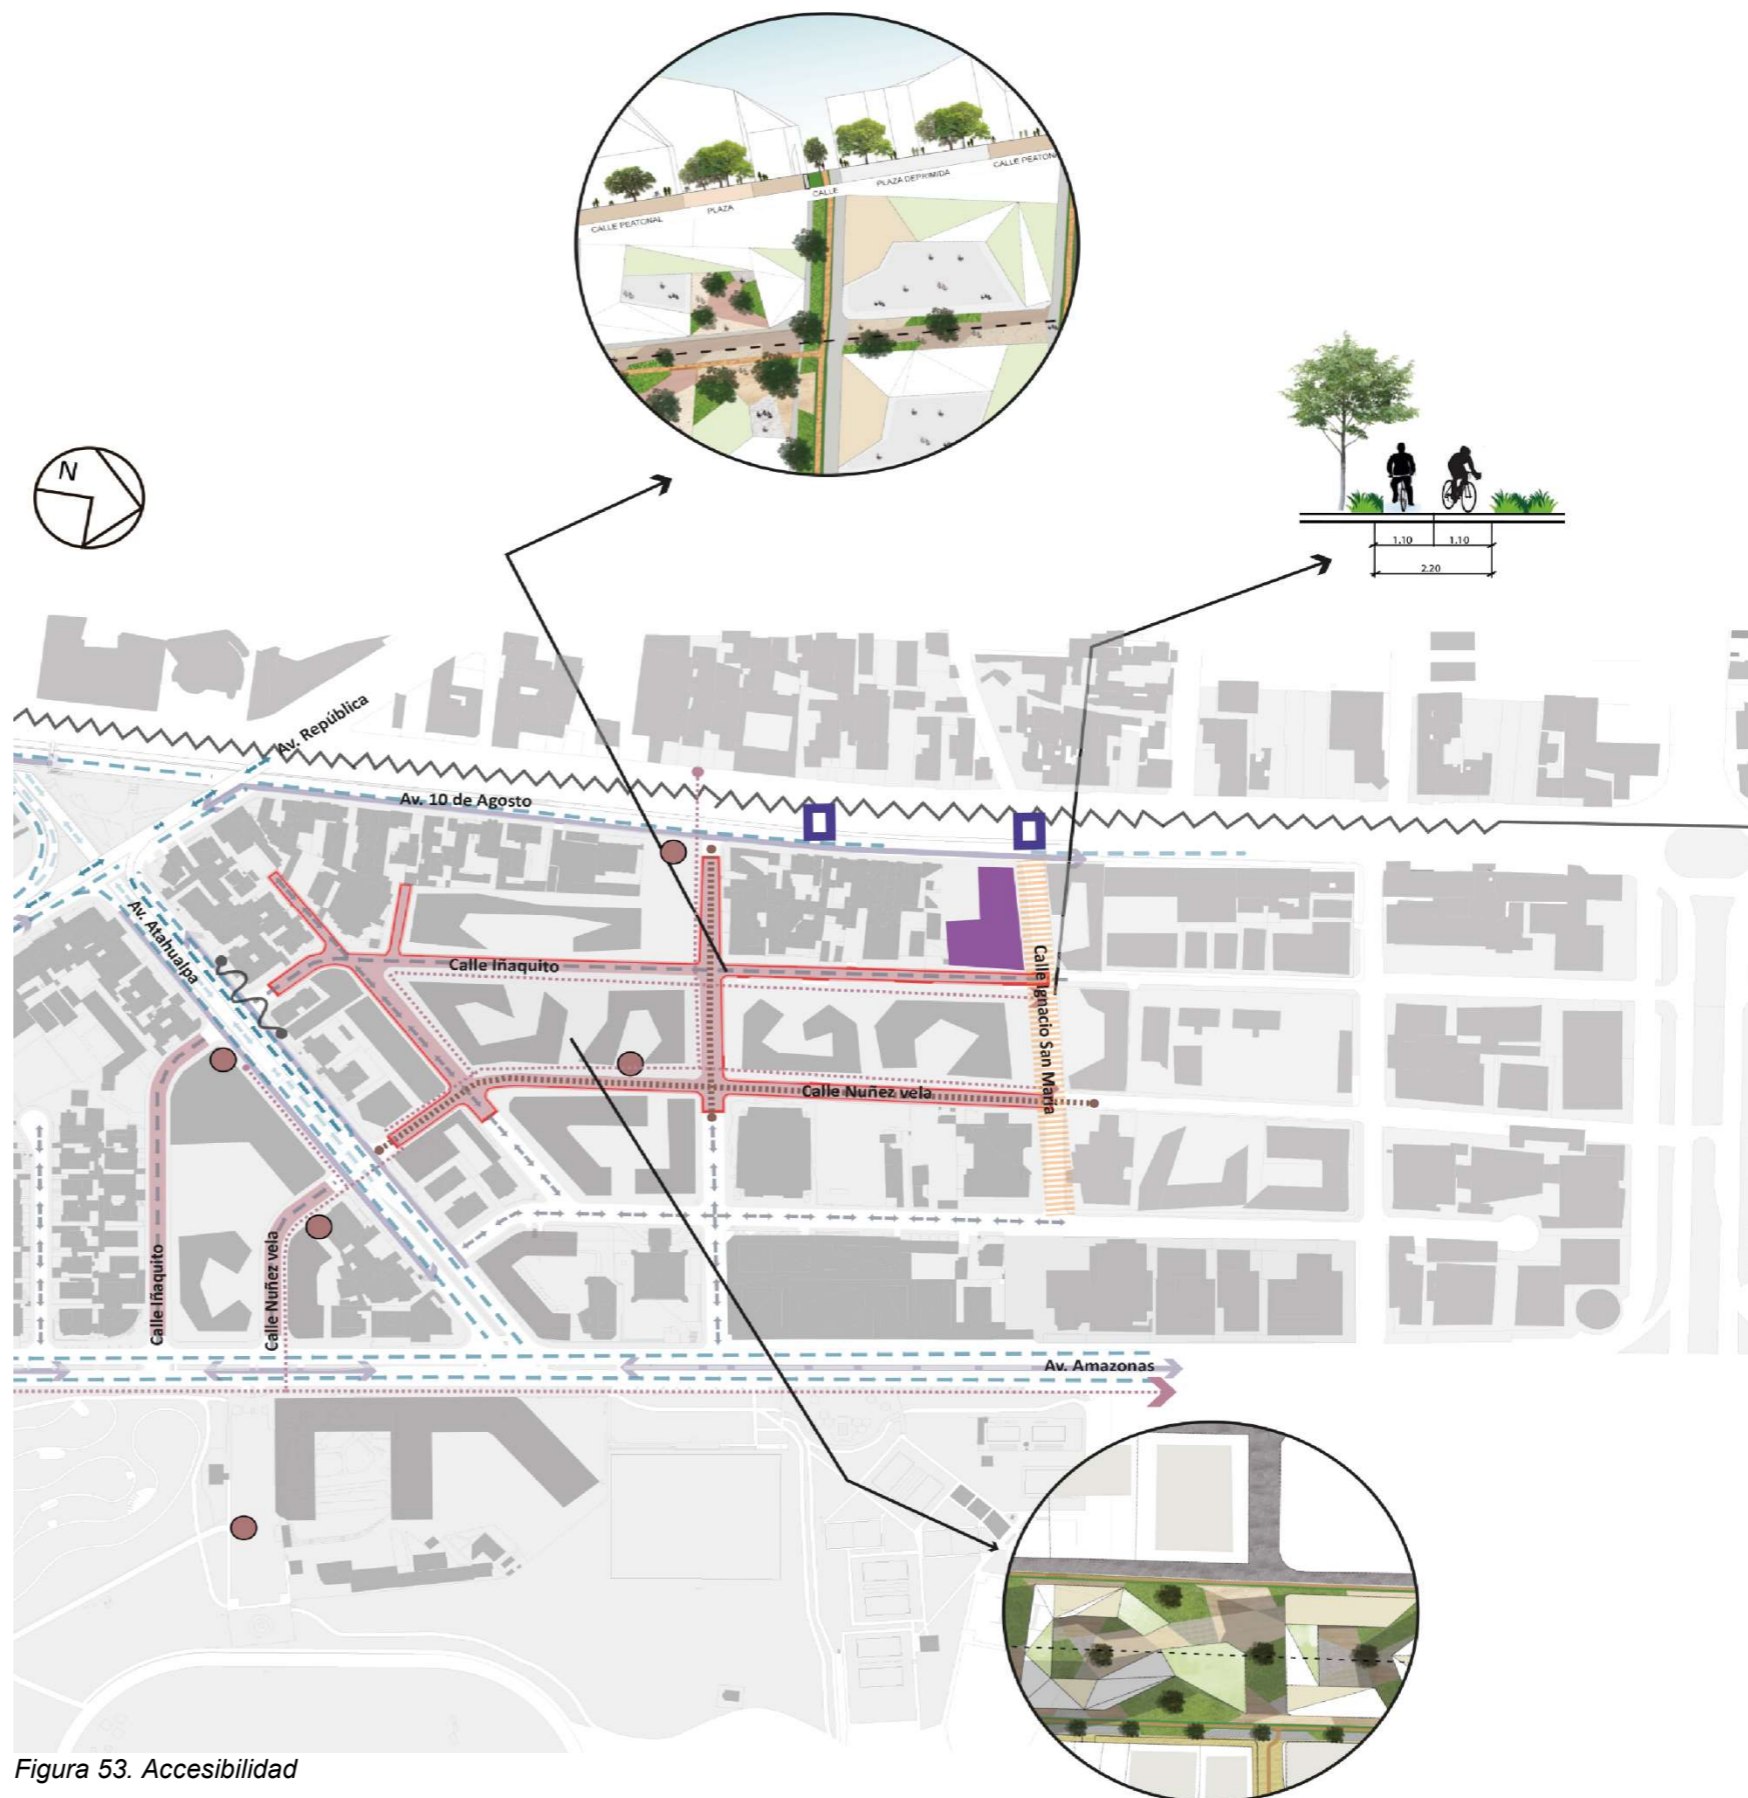 CALLE PEATONAL
PLAZA
CALLE
PLAZA DEPRIMIDA
CALLE PEATONA
N
1.10
1.10
2.20
Av. República
Av. 10 de Agosto
Av. Atahualpa
Calle Iñaquito
Calle Ignacio San María
Calle Nuñez vela
Calle Iñaquito
Calle Nuñez vela
Av. Amazonas
Figura 53. Accesibilidad